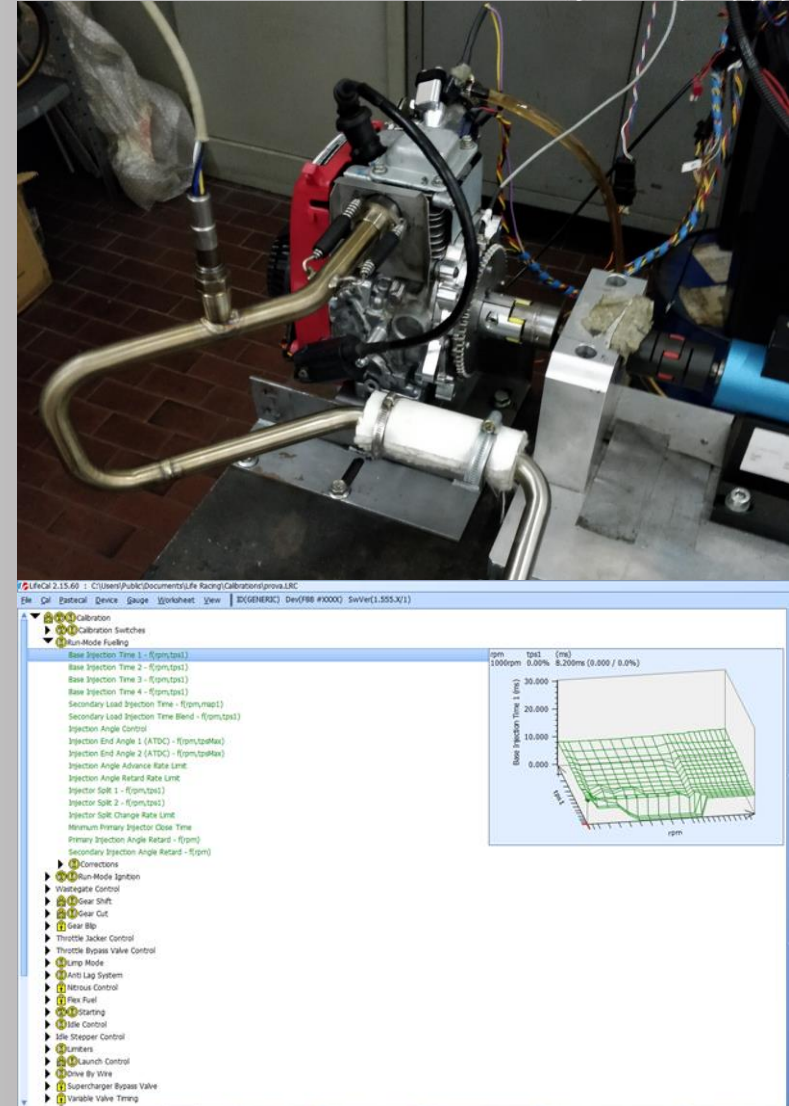 LifeCal 2.15.60 : C:\Users\Public\Documents\Life Racing\Calibrations\prova.LRC
File Cal Pastecal Device Gauge Worksheet View ID(GENERIC) Dev(F88 #XXXX) SwVer(1.555.X/1)
Calibration
Calibration Switches
Run-Mode Fuelling
Base Injection Time 1 - f(rpm,tps1)
Base Injection Time 2 - f(rpm,tps1)
Base Injection Time 3 - f(rpm,tps1)
Base Injection Time 4 - f(rpm,tps1)
Secondary Load Injection Time - f(rpm,map1)
Secondary Load Injection Time Blend - f(rpm,tps1)
Injection Angle Control
Injection End Angle 1 (ATDC) - f(rpm,tpsMax)
Injection End Angle 2 (ATDC) - f(rpm,tpsMax)
Injection Angle Advance Rate Limit
Injection Angle Retard Rate Limit
Injector Split 1 - f(rpm,tps1)
Injector Split 2 - f(rpm,tps1)
Injector Split Change Rate Limit
Minimum Primary Injector Close Time
Primary Injection Angle Retard - f(rpm)
Secondary Injection Angle Retard - f(rpm)
Corrections
Run-Mode Ignition
Wastegate Control
Gear Shift
Gear Cut
Gear Blip
Throttle Jacker Control
Throttle Bypass Valve Control
Limp Mode
Anti Lag System
Nitrous Control
Flex Fuel
Starting
Idle Control
Idle Stepper Control
Limiters
Launch Control
Drive By Wire
Supercharger Bypass Valve
Variable Valve Timing
rpm tps1 (ms)
1000rpm 0.00% 8.200ms (0.000 / 0.0%)
Base Injection Time 1 (ms)
30.000
20.000
10.000
0.000
tps1
rpm